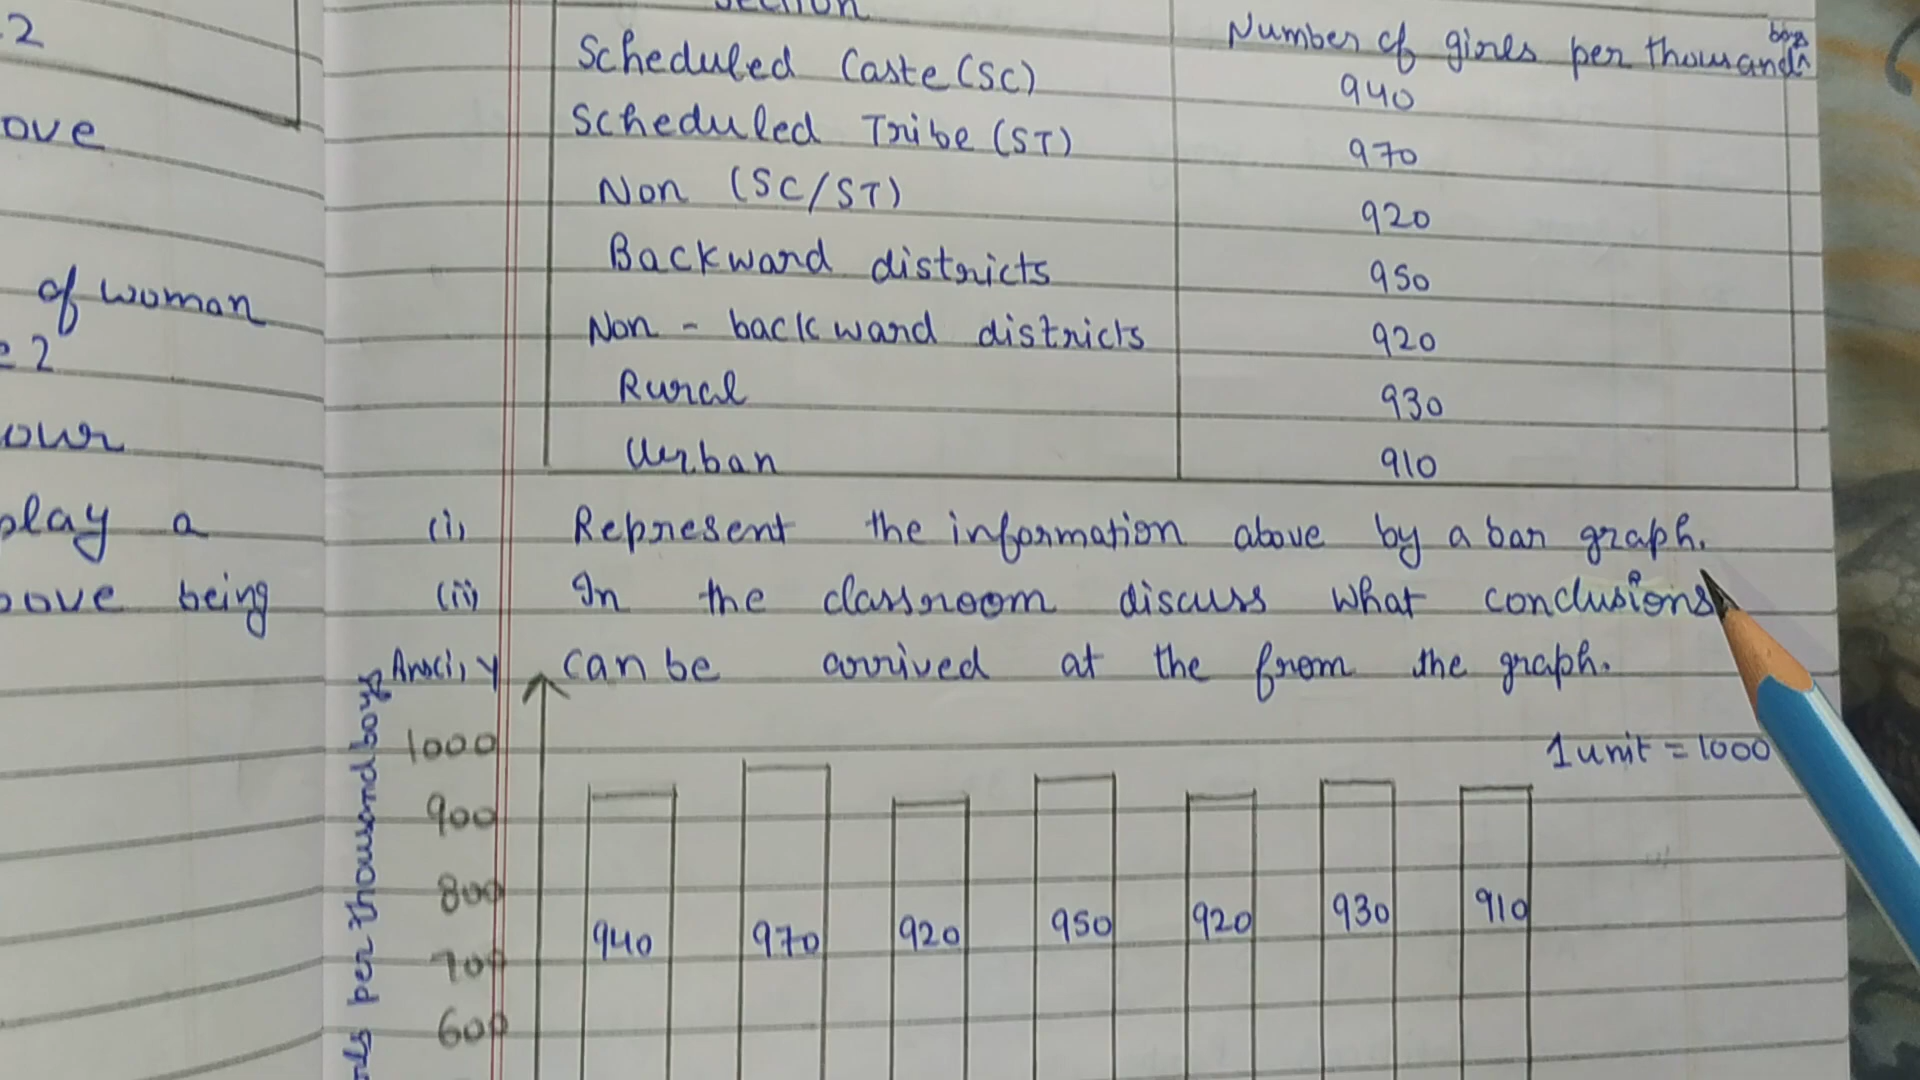 2
ove
of woman
= 2
our
play a
bove being
Section
Number of girls per thousand boys
Scheduled Caste (SC)
940
Scheduled Tribe (ST)
970
Non (SC/ST)
920
Backward districts
950
Non - backward districts
920
Rural
930
Urban
910
(i) Represent the information above by a bar graph.
(ii) In the classroom discuss what conclusions
Ans(i) y can be arrived at the from the graph.
1 unit = 1000
per thousand boys
1000
900
800
700
600
940 970 920 950 920 930 910